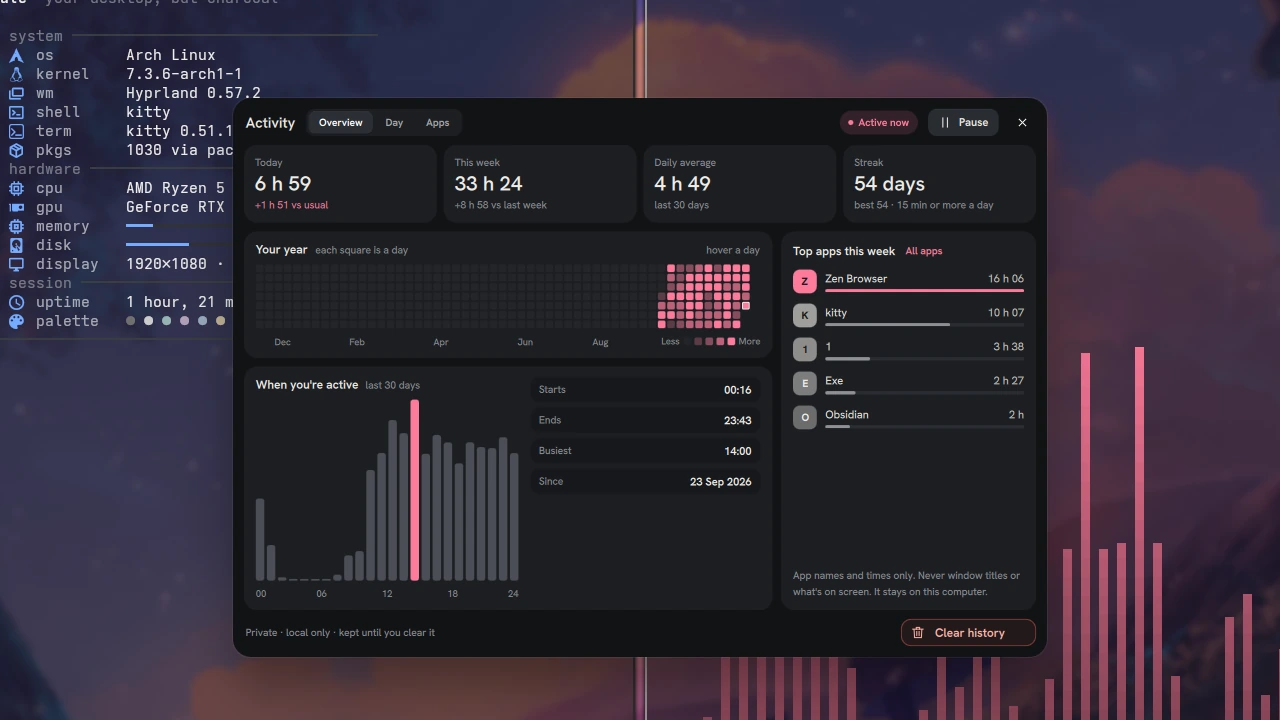 your desktop, but charcoal
system
os Arch Linux
kernel 7.3.6-arch1-1
wm Hyprland 0.57.2
shell kitty
term kitty 0.51.1
pkgs 1030 via pac
hardware
cpu AMD Ryzen 5
gpu GeForce RTX
memory
disk
display 1920×1080 ·
session
uptime 1 hour, 21 m
palette
Activity Overview Day Apps Active now Pause
Today
6 h 59
+1 h 51 vs usual
This week
33 h 24
+8 h 58 vs last week
Daily average
4 h 49
last 30 days
Streak
54 days
best 54 · 15 min or more a day
Your year each square is a day hover a day
Dec Feb Apr Jun Aug Less More
When you're active last 30 days
00 06 12 18 24
Starts 00:16
Ends 23:43
Busiest 14:00
Since 23 Sep 2026
Top apps this week All apps
Z Zen Browser 16 h 06
K kitty 10 h 07
1 1 3 h 38
E Exe 2 h 27
O Obsidian 2 h
App names and times only. Never window titles or
what's on screen. It stays on this computer.
Private · local only · kept until you clear it
Clear history